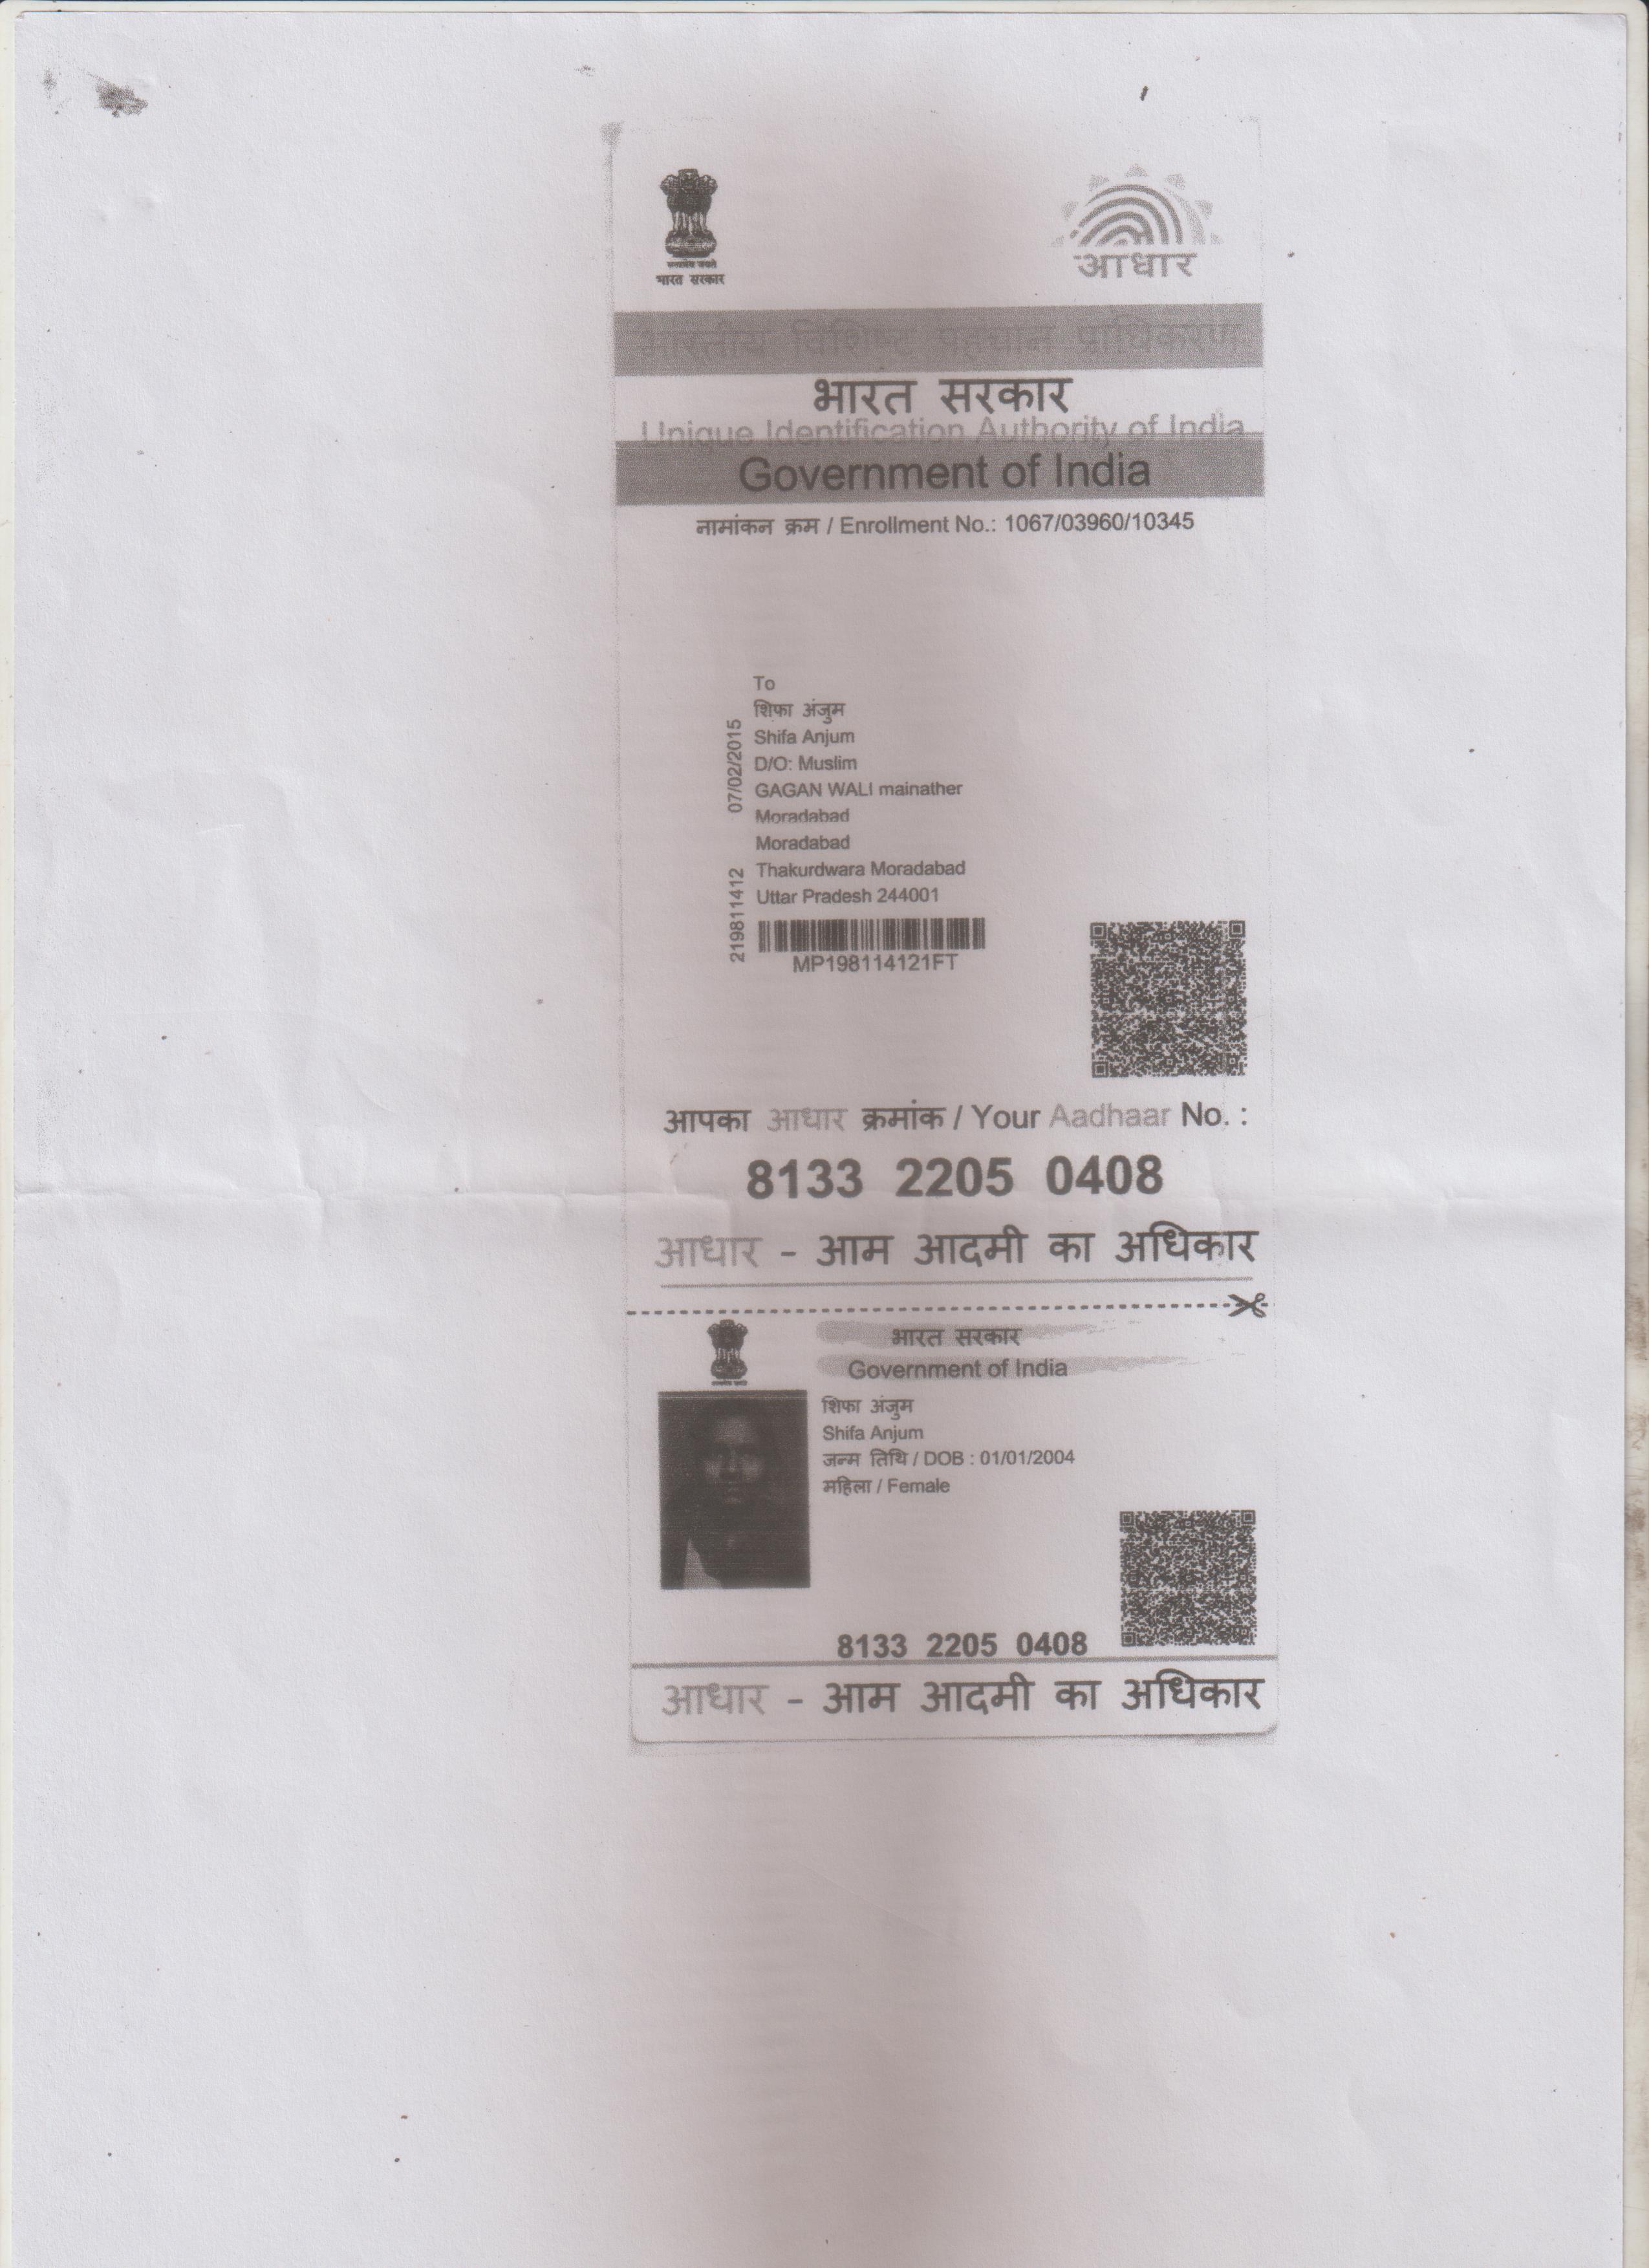 भारत सरकार
आधार
भारतीय विशिष्ट पहचान प्राधिकरण
भारत सरकार
Unique Identification Authority of India
Government of India
नामांकन क्रम / Enrollment No.: 1067/03960/10345
To
शिफा अंजुम
Shifa Anjum
D/O: Muslim
GAGAN WALI mainather
Moradabad
Moradabad
Thakurdwara Moradabad
Uttar Pradesh 244001
219811412 07/02/2015
MP198114121FT
आपका आधार क्रमांक / Your Aadhaar No. :
8133 2205 0408
आधार - आम आदमी का अधिकार
भारत सरकार
Government of India
शिफा अंजुम
Shifa Anjum
जन्म तिथि / DOB : 01/01/2004
महिला / Female
8133 2205 0408
आधार - आम आदमी का अधिकार